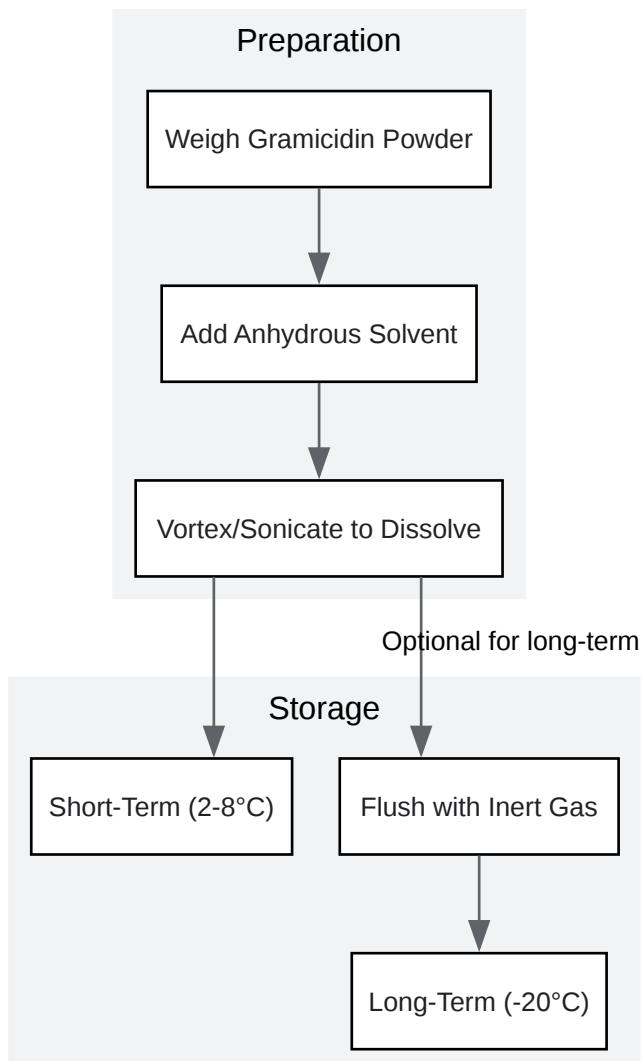 Preparation
Weigh Gramicidin Powder
Add Anhydrous Solvent
Vortex/Sonicate to Dissolve
Optional for long-term
Storage
Short-Term (2-8°C)
Flush with Inert Gas
Long-Term (-20°C)